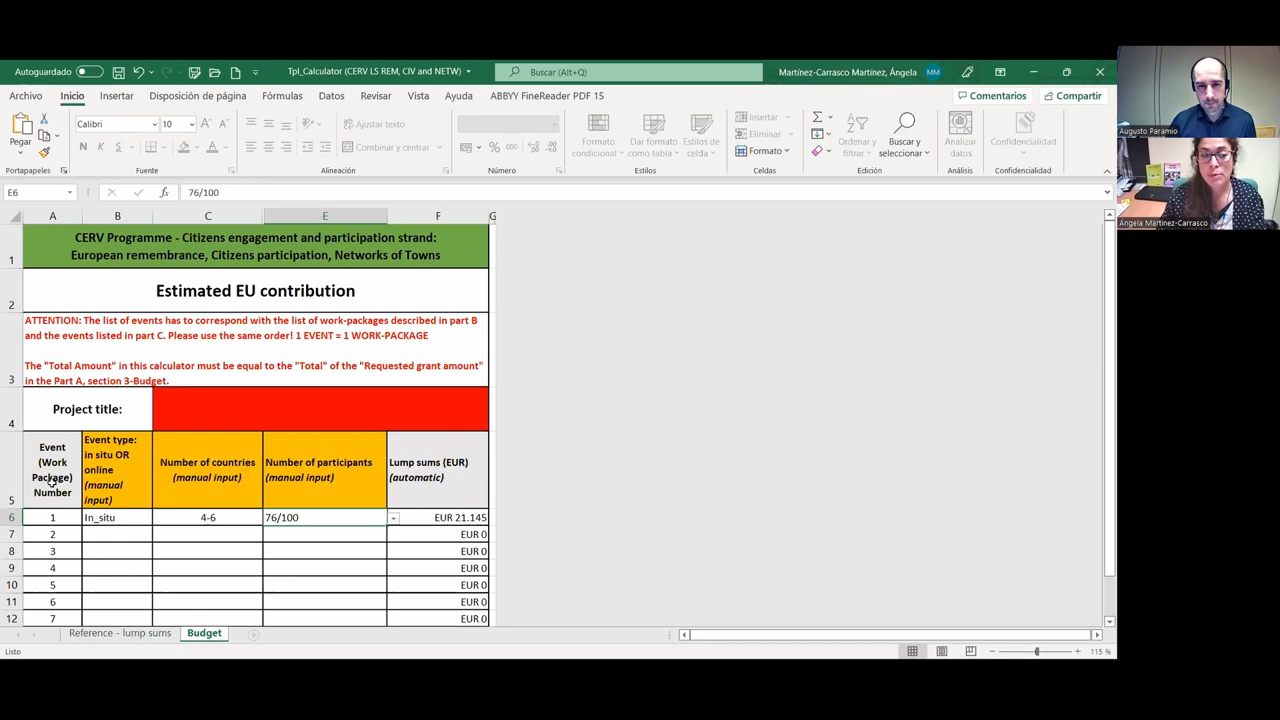 Autoguardado
Tpl_Calculator (CERV LS REM, CIV and NETW)
Buscar (Alt+Q)
Martínez-Carrasco Martínez, Ángela
MM
Archivo
Inicio
Insertar
Disposición de página
Fórmulas
Datos
Revisar
Vista
Ayuda
ABBYY FineReader PDF 15
Comentarios
Compartir
Pegar
Calibri
10
N K S
Ajustar texto
Combinar y centrar
Formato condicional
Dar formato como tabla
Estilos de celda
Insertar
Eliminar
Formato
Ordenar y filtrar
Buscar y seleccionar
Analizar datos
Confidencialidad
Portapapeles
Fuente
Alineación
Número
Estilos
Celdas
Edición
Análisis
Confidencialidad
E6
fx
76/100
A B C E F G
1
CERV Programme - Citizens engagement and participation strand:
European remembrance, Citizens participation, Networks of Towns
2
Estimated EU contribution
3
ATTENTION: The list of events has to correspond with the list of work-packages described in part B
and the events listed in part C. Please use the same order! 1 EVENT = 1 WORK-PACKAGE
The "Total Amount" in this calculator must be equal to the "Total" of the "Requested grant amount"
in the Part A, section 3-Budget.
4
Project title:
5
Event (Work Package) Number
Event type: in situ OR online (manual input)
Number of countries (manual input)
Number of participants (manual input)
Lump sums (EUR) (automatic)
6 1 In_situ 4-6 76/100 EUR 21.145
7 2 EUR 0
8 3 EUR 0
9 4 EUR 0
10 5 EUR 0
11 6 EUR 0
12 7 EUR 0
Reference - lump sums
Budget
Listo
115 %
Augusto Paramio
Angela Martinez-Carrasco